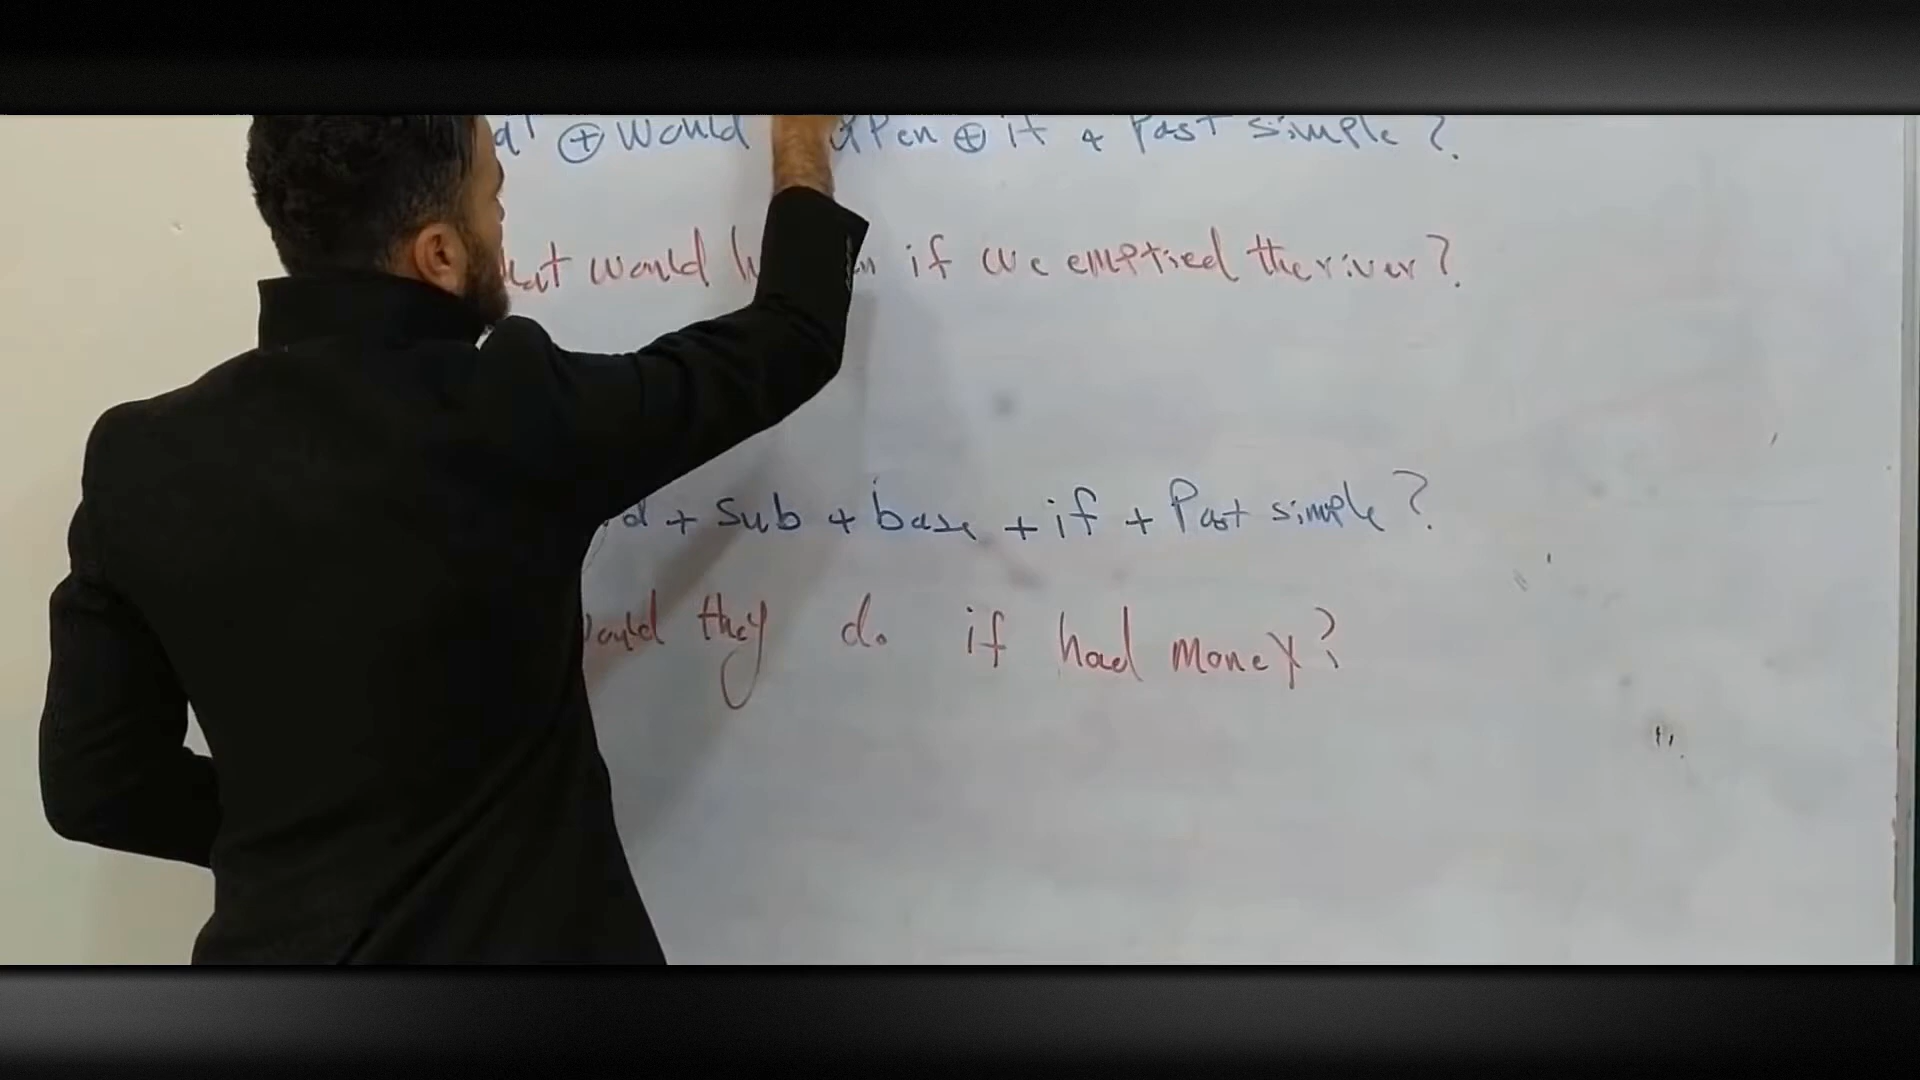 ⊕ would ⊕ if + Past simple ?
would if we emptied the river ?
+ sub + base + if + Past simple ?
they do if had money ?